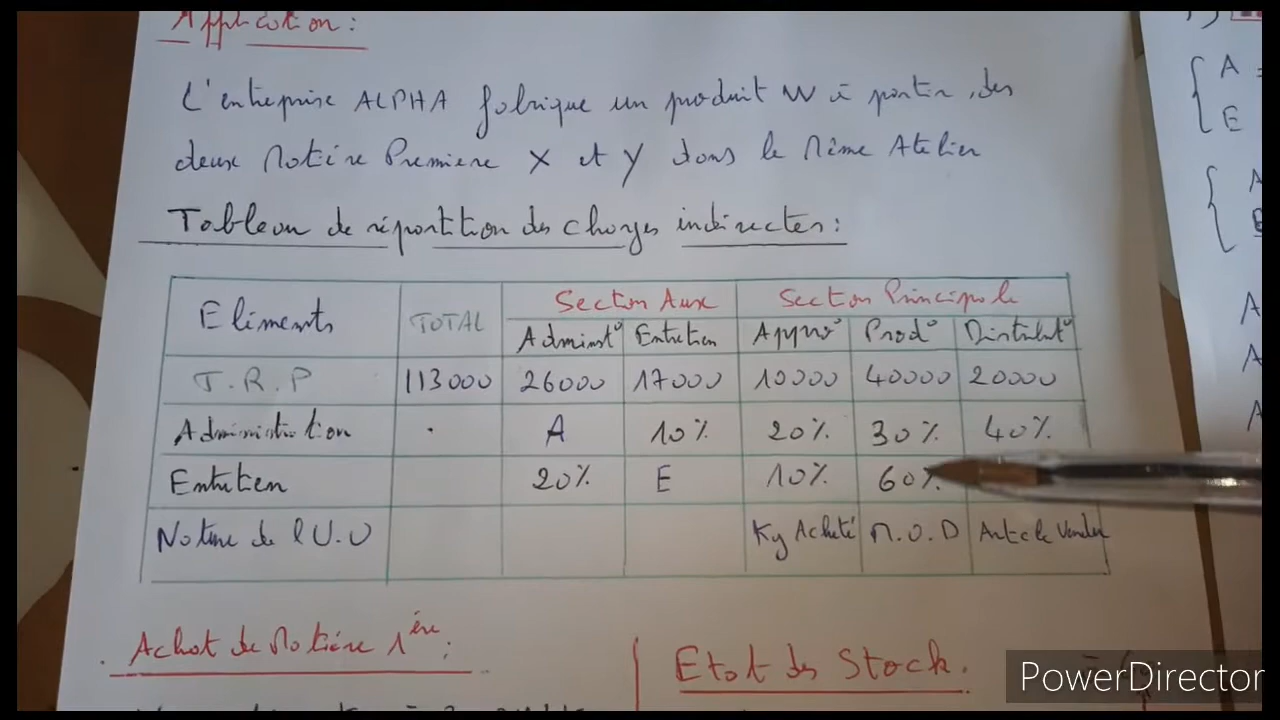 Application:
L'entreprise ALPHA fabrique un produit W à partir des
deux Matière Premiere X et Y dans le Même Atelier
Tableau de répartition des charges indirectes:
Eléments TOTAL Section Aux Section Principale
Administ° Entretien Appro° Prod° Distribut°
T.R.P 113000 26000 17000 10000 40000 20000
Administration . A 10% 20% 30% 40%
Entretien 20% E 10% 60%
Nature de l U.O Kg Acheté M.O.D Article Vendu
Achat de Matière 1ère:
Etat des Stock.
A =
E
A
E
A
A
A
PowerDirector